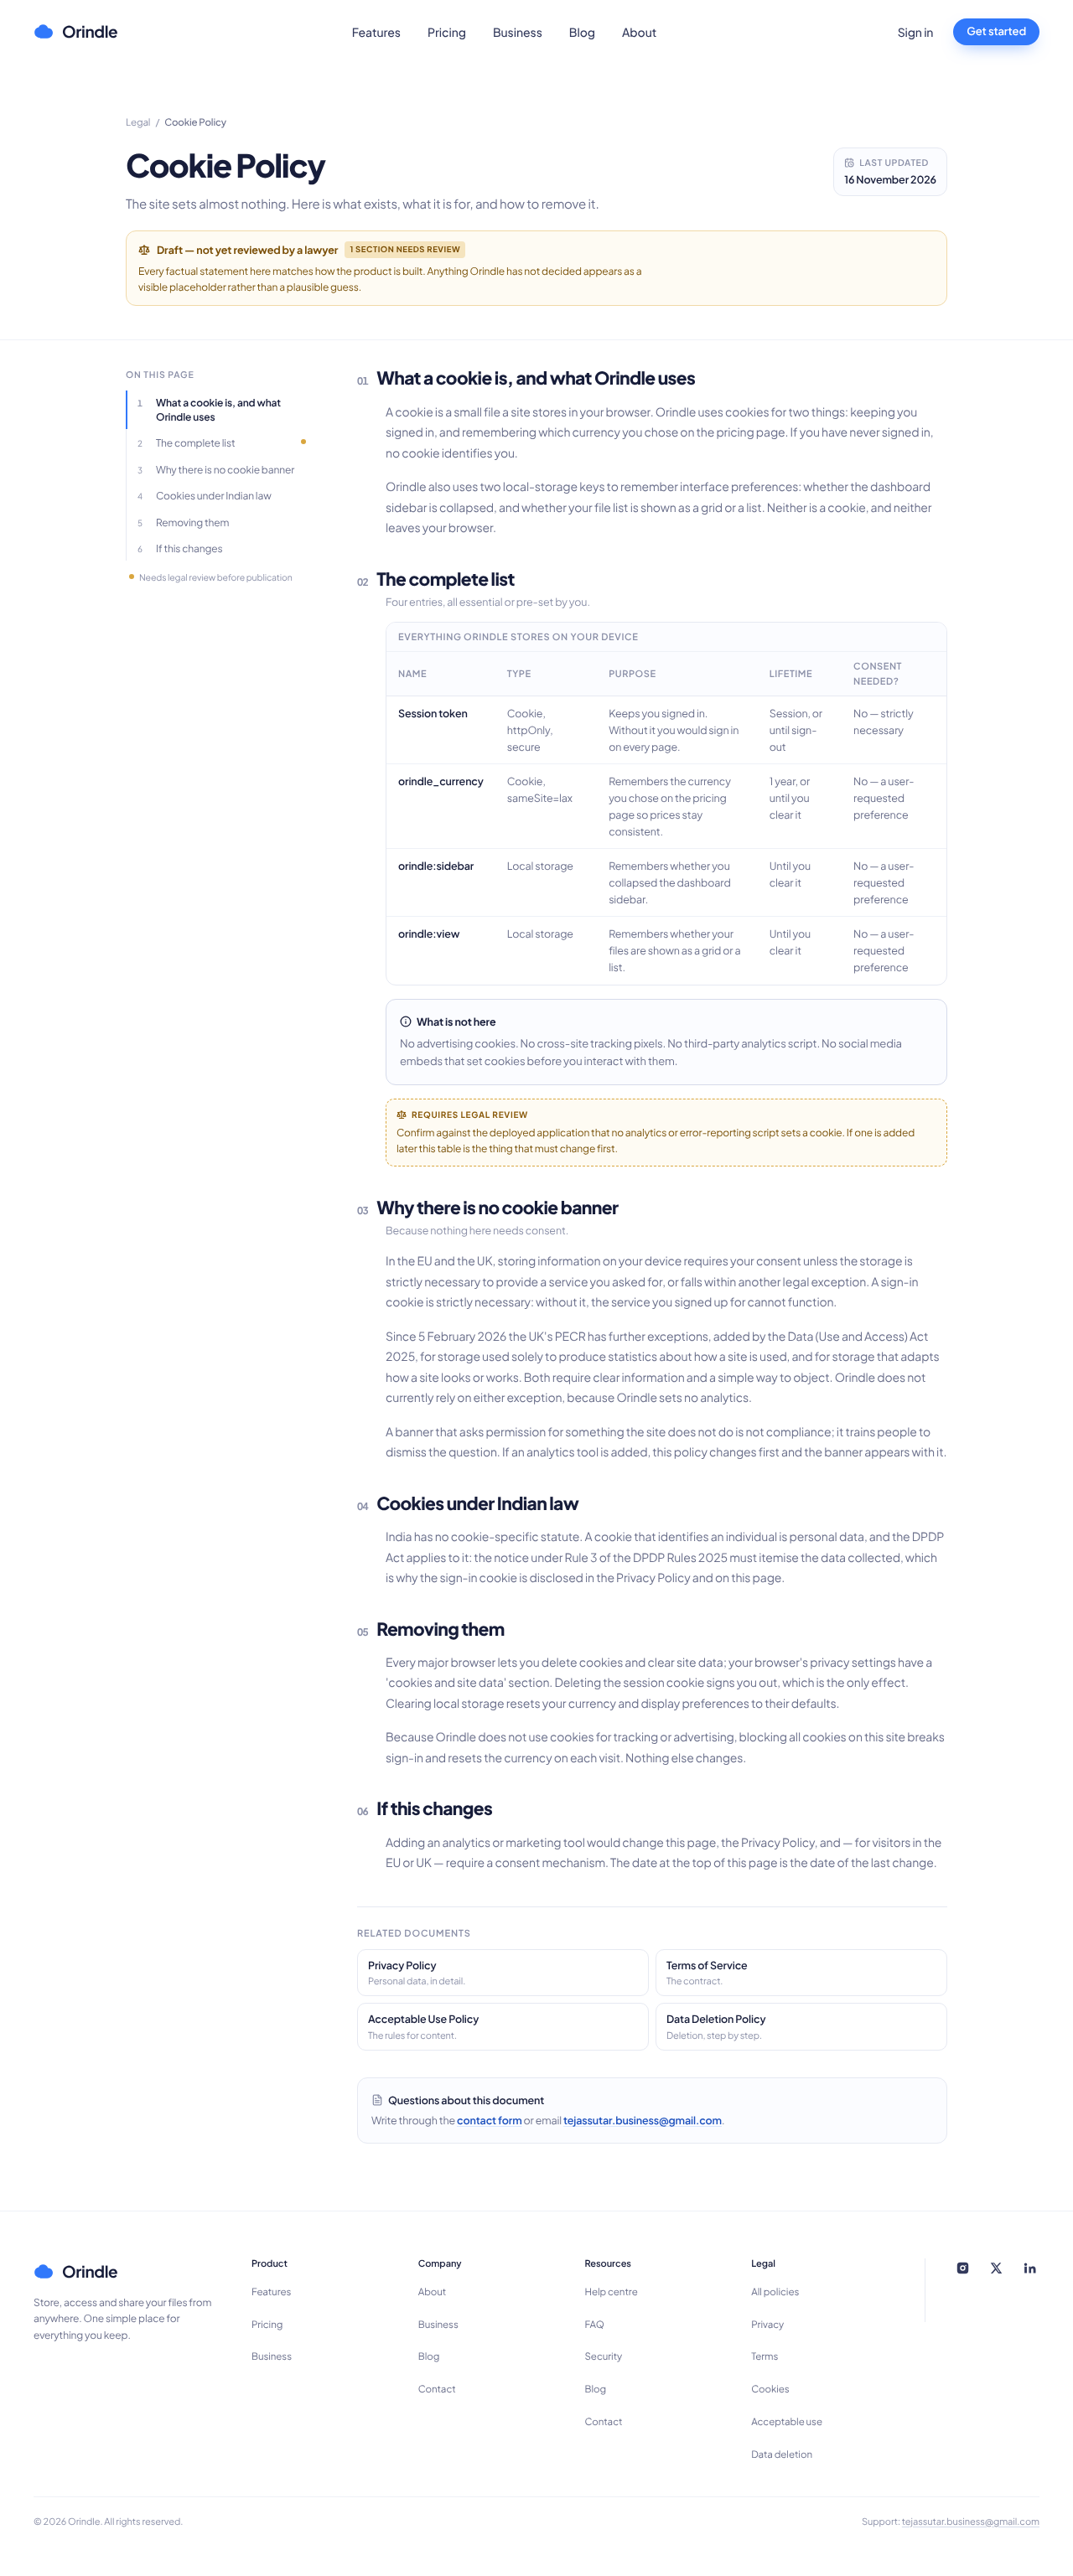 Orindle
Features
Pricing
Business
Blog
About
Sign in
Get started
Legal / Cookie Policy
Cookie Policy
The site sets almost nothing. Here is what exists, what it is for, and how to remove it.
LAST UPDATED
16 November 2026
Draft — not yet reviewed by a lawyer
1 SECTION NEEDS REVIEW
Every factual statement here matches how the product is built. Anything Orindle has not decided appears as a
visible placeholder rather than a plausible guess.
ON THIS PAGE
1 What a cookie is, and what
Orindle uses
2 The complete list
3 Why there is no cookie banner
4 Cookies under Indian law
5 Removing them
6 If this changes
Needs legal review before publication
01 What a cookie is, and what Orindle uses
A cookie is a small file a site stores in your browser. Orindle uses cookies for two things: keeping you
signed in, and remembering which currency you chose on the pricing page. If you have never signed in,
no cookie identifies you.
Orindle also uses two local-storage keys to remember interface preferences: whether the dashboard
sidebar is collapsed, and whether your file list is shown as a grid or a list. Neither is a cookie, and neither
leaves your browser.
02 The complete list
Four entries, all essential or pre-set by you.
EVERYTHING ORINDLE STORES ON YOUR DEVICE
NAME
TYPE
PURPOSE
LIFETIME
CONSENT
NEEDED?
Session token
Cookie,
httpOnly,
secure
Keeps you signed in.
Without it you would sign in
on every page.
Session, or
until sign-
out
No — strictly
necessary
orindle_currency
Cookie,
sameSite=lax
Remembers the currency
you chose on the pricing
page so prices stay
consistent.
1 year, or
until you
clear it
No — a user-
requested
preference
orindle:sidebar
Local storage
Remembers whether you
collapsed the dashboard
sidebar.
Until you
clear it
No — a user-
requested
preference
orindle:view
Local storage
Remembers whether your
files are shown as a grid or a
list.
Until you
clear it
No — a user-
requested
preference
What is not here
No advertising cookies. No cross-site tracking pixels. No third-party analytics script. No social media
embeds that set cookies before you interact with them.
REQUIRES LEGAL REVIEW
Confirm against the deployed application that no analytics or error-reporting script sets a cookie. If one is added
later this table is the thing that must change first.
03 Why there is no cookie banner
Because nothing here needs consent.
In the EU and the UK, storing information on your device requires your consent unless the storage is
strictly necessary to provide a service you asked for, or falls within another legal exception. A sign-in
cookie is strictly necessary: without it, the service you signed up for cannot function.
Since 5 February 2026 the UK's PECR has further exceptions, added by the Data (Use and Access) Act
2025, for storage used solely to produce statistics about how a site is used, and for storage that adapts
how a site looks or works. Both require clear information and a simple way to object. Orindle does not
currently rely on either exception, because Orindle sets no analytics.
A banner that asks permission for something the site does not do is not compliance; it trains people to
dismiss the question. If an analytics tool is added, this policy changes first and the banner appears with it.
04 Cookies under Indian law
India has no cookie-specific statute. A cookie that identifies an individual is personal data, and the DPDP
Act applies to it: the notice under Rule 3 of the DPDP Rules 2025 must itemise the data collected, which
is why the sign-in cookie is disclosed in the Privacy Policy and on this page.
05 Removing them
Every major browser lets you delete cookies and clear site data; your browser's privacy settings have a
'cookies and site data' section. Deleting the session cookie signs you out, which is the only effect.
Clearing local storage resets your currency and display preferences to their defaults.
Because Orindle does not use cookies for tracking or advertising, blocking all cookies on this site breaks
sign-in and resets the currency on each visit. Nothing else changes.
06 If this changes
Adding an analytics or marketing tool would change this page, the Privacy Policy, and — for visitors in the
EU or UK — require a consent mechanism. The date at the top of this page is the date of the last change.
RELATED DOCUMENTS
Privacy Policy
Personal data, in detail.
Terms of Service
The contract.
Acceptable Use Policy
The rules for content.
Data Deletion Policy
Deletion, step by step.
Questions about this document
Write through the contact form or email tejassutar.business@gmail.com.
Orindle
Store, access and share your files from
anywhere. One simple place for
everything you keep.
Product
Features
Pricing
Business
Company
About
Business
Blog
Contact
Resources
Help centre
FAQ
Security
Blog
Contact
Legal
All policies
Privacy
Terms
Cookies
Acceptable use
Data deletion
© 2026 Orindle. All rights reserved.
Support: tejassutar.business@gmail.com